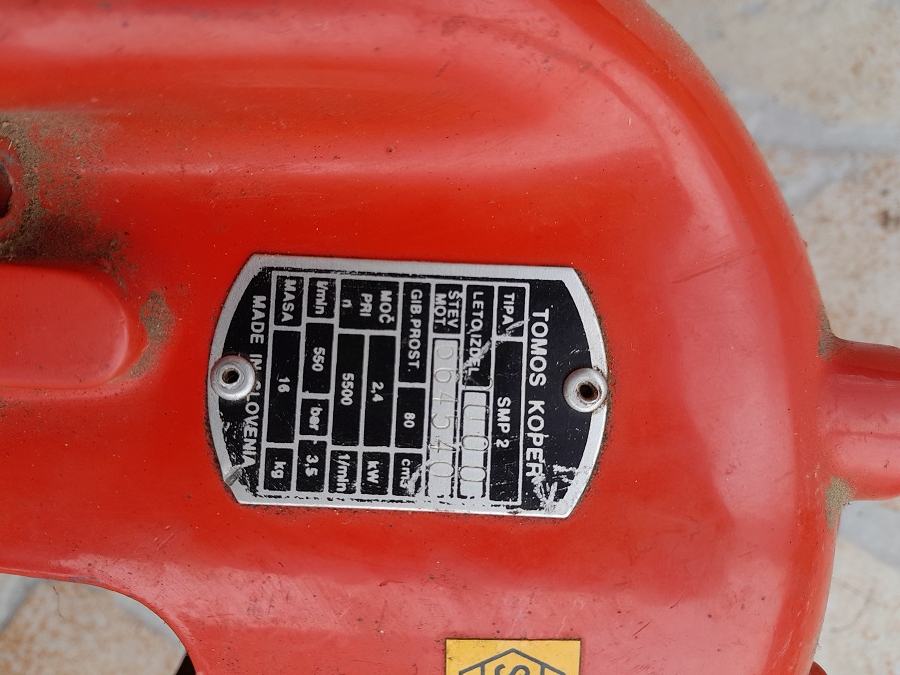 TOMOS KOPER
TIPA SMP 2
LETO IZDEL.
ŠTEV. MOT. 664540
GIB. PROST. 80 cm3
MOČ 2,4 kW
PRI n 5500 1/min
l/min 550 bar 3,5
MASA 16 kg
MADE IN SLOVENIA